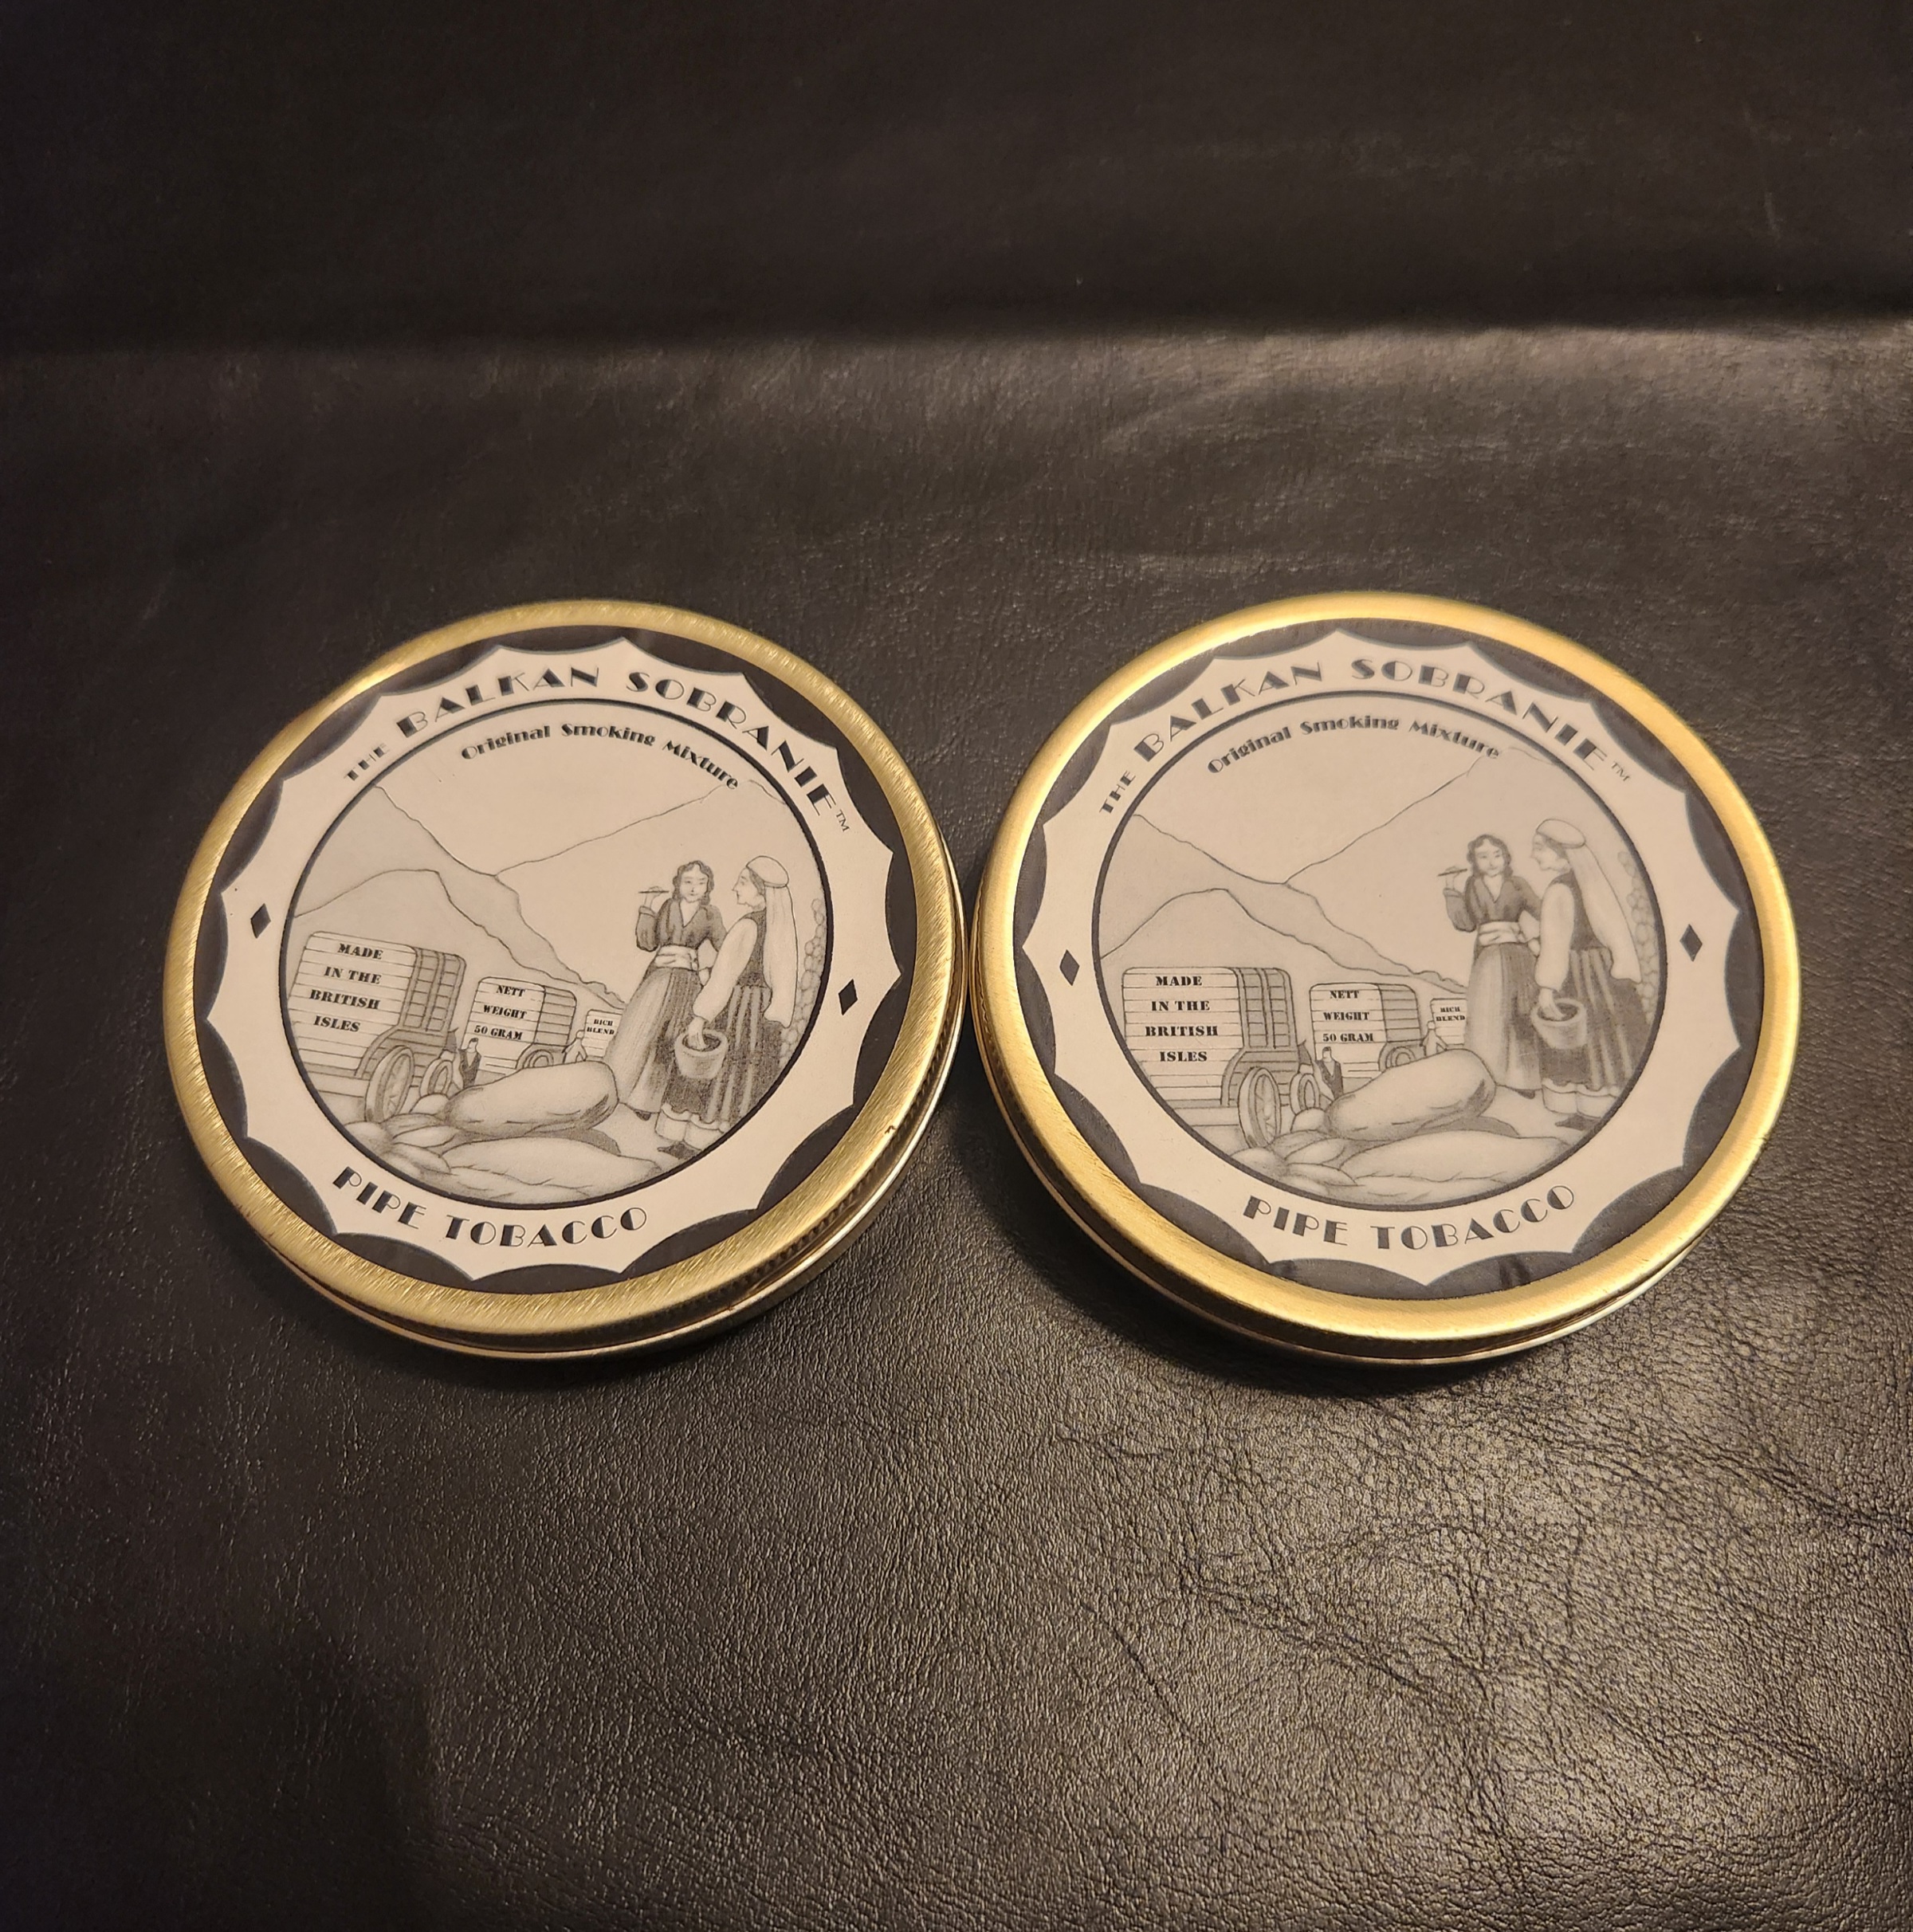 THE BALKAN SOBRANIE™
Original Smoking Mixture
MADE
IN THE
BRITISH
ISLES
NETT
WEIGHT
50 GRAM
RICH
BLEND
PIPE TOBACCO
THE BALKAN SOBRANIE™
Original Smoking Mixture
MADE
IN THE
BRITISH
ISLES
NETT
WEIGHT
50 GRAM
RICH
BLEND
PIPE TOBACCO